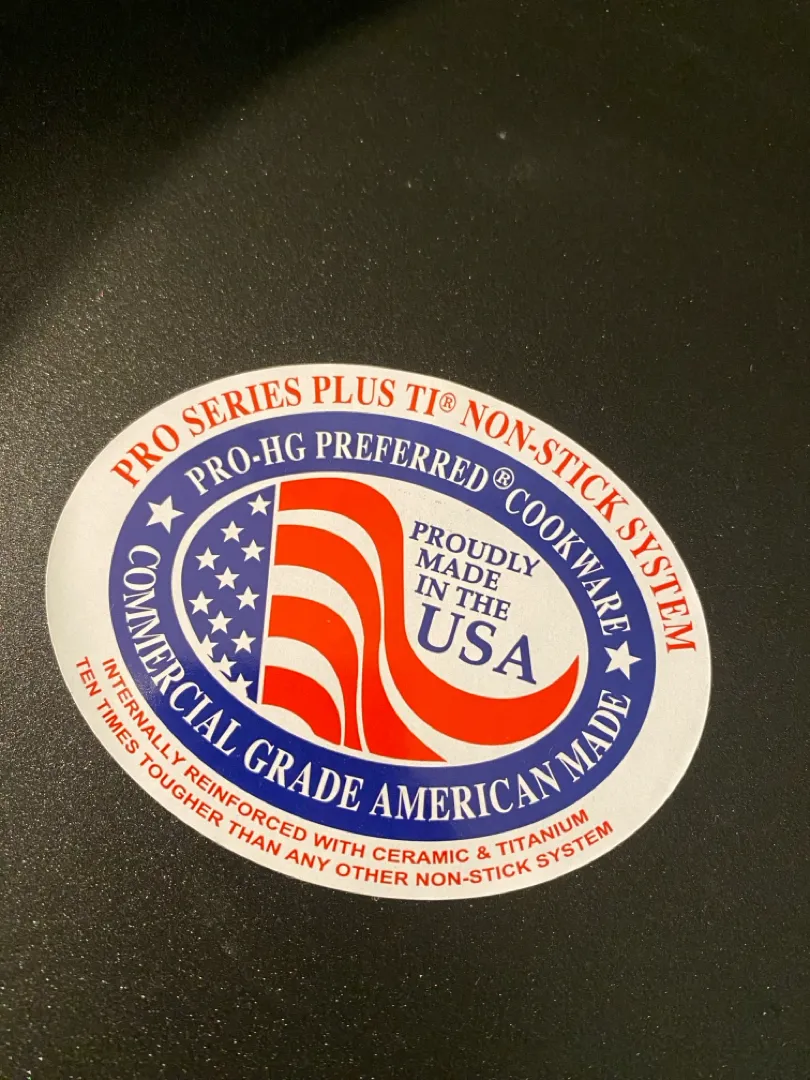 PRO SERIES PLUS TI® NON-STICK SYSTEM
PRO-HG PREFERRED® COOKWARE
PROUDLY
MADE
IN THE
USA
COMMERCIAL GRADE AMERICAN MADE
INTERNALLY REINFORCED WITH CERAMIC & TITANIUM
TEN TIMES TOUGHER THAN ANY OTHER NON-STICK SYSTEM